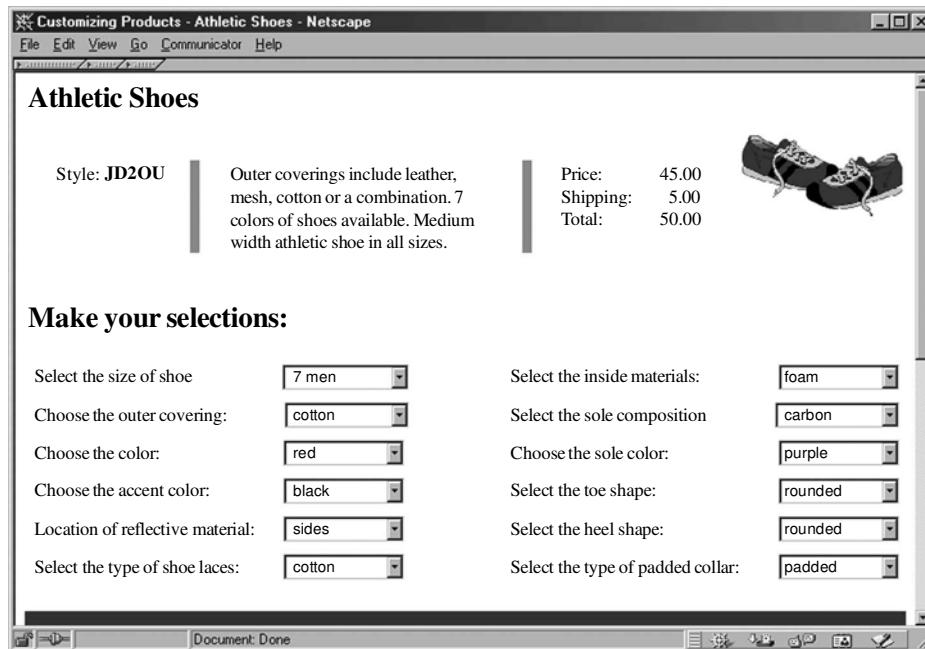 Customizing Products - Athletic Shoes - Netscape
File Edit View Go Communicator Help
Athletic Shoes
Style: JD2OU
Outer coverings include leather,
mesh, cotton or a combination. 7
colors of shoes available. Medium
width athletic shoe in all sizes.
Price: 45.00
Shipping: 5.00
Total: 50.00
Make your selections:
Select the size of shoe 7 men
Choose the outer covering: cotton
Choose the color: red
Choose the accent color: black
Location of reflective material: sides
Select the type of shoe laces: cotton
Select the inside materials: foam
Select the sole composition carbon
Choose the sole color: purple
Select the toe shape: rounded
Select the heel shape: rounded
Select the type of padded collar: padded
Document: Done